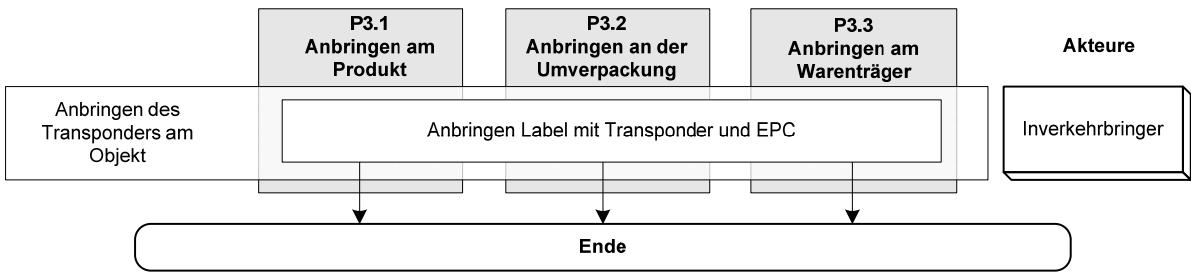 P3.1
Anbringen am
Produkt
P3.2
Anbringen an der
Umverpackung
P3.3
Anbringen am
Warenträger
Akteure
Anbringen des
Transponders am
Objekt
Anbringen Label mit Transponder und EPC
Inverkehrbringer
Ende